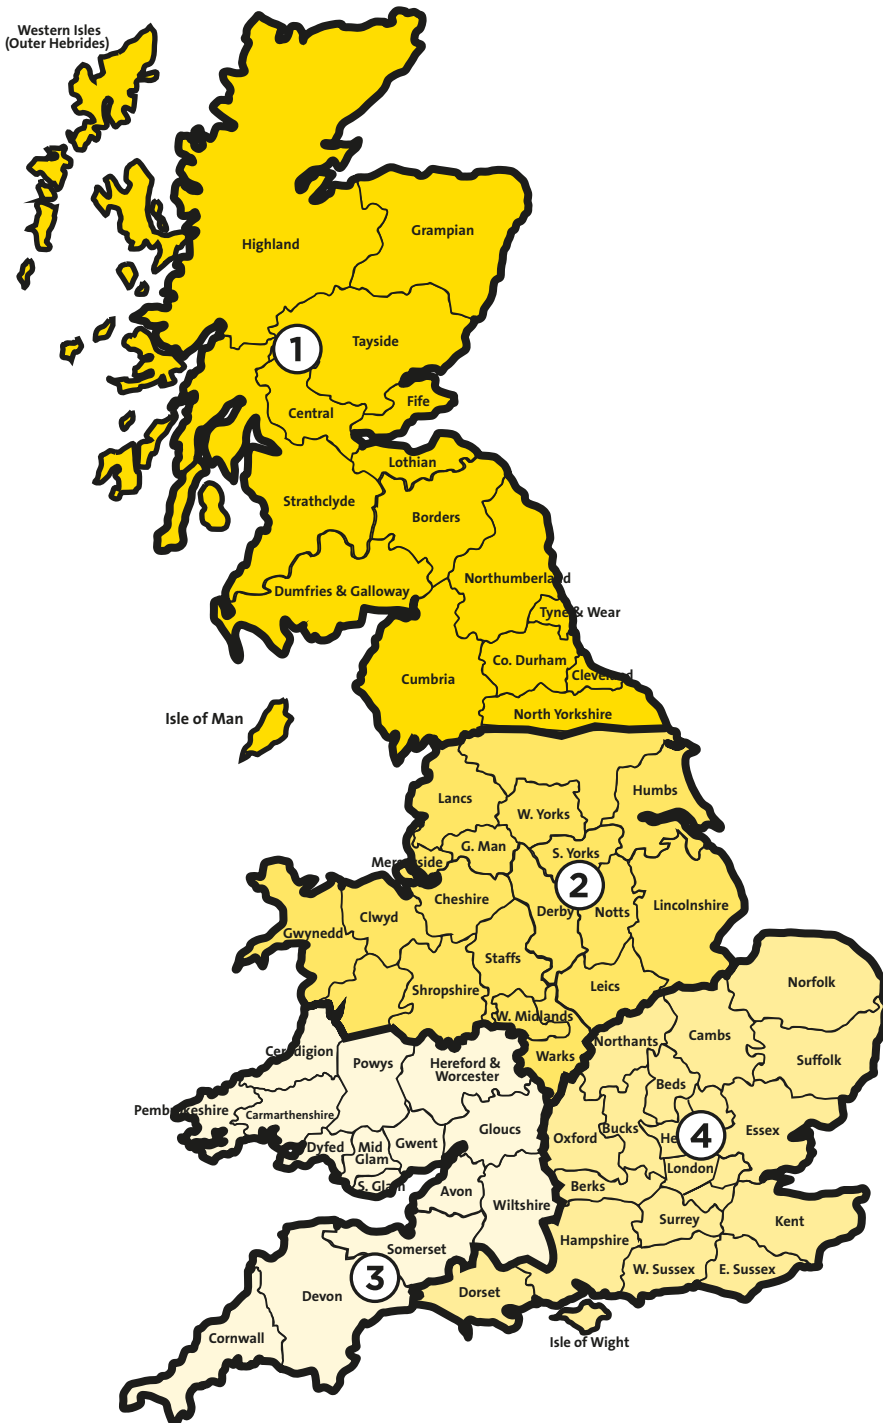 Western Isles
(Outer Hebrides)
Highland
Grampian
Tayside
1
Central
Fife
Lothian
Strathclyde
Borders
Northumberland
Dumfries & Galloway
Tyne & Wear
Co. Durham
Cleveland
Cumbria
North Yorkshire
Isle of Man
Lancs
Humbs
W. Yorks
G. Man
S. Yorks
Merseyside
2
Cheshire
Derby
Notts
Lincolnshire
Clwyd
Gwynedd
Staffs
Shropshire
Leics
Norfolk
W. Midlands
Northants
Cambs
Ceredigion
Powys
Hereford &
Worcester
Warks
Suffolk
Beds
Pembrokeshire
Carmarthenshire
Dyfed
Mid
Glam
Gwent
Gloucs
Oxford
Bucks
He
4
Essex
London
S. Glam
Avon
Wiltshire
Berks
Surrey
Kent
Somerset
Hampshire
W. Sussex
E. Sussex
3
Devon
Dorset
Cornwall
Isle of Wight